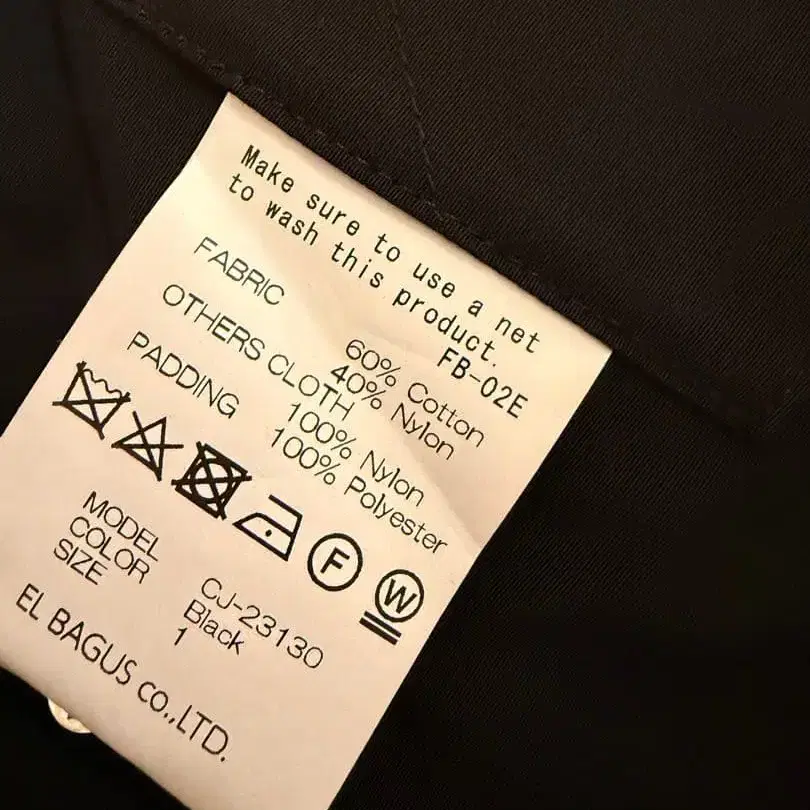 Make sure to use a net
to wash this product.
FB-02E
FABRIC
60% Cotton
40% Nylon
OTHERS CLOTH
100% Nylon
PADDING
100% Polyester
F
W
MODEL CJ-23130
COLOR Black
SIZE 1
EL BAGUS co.,LTD.